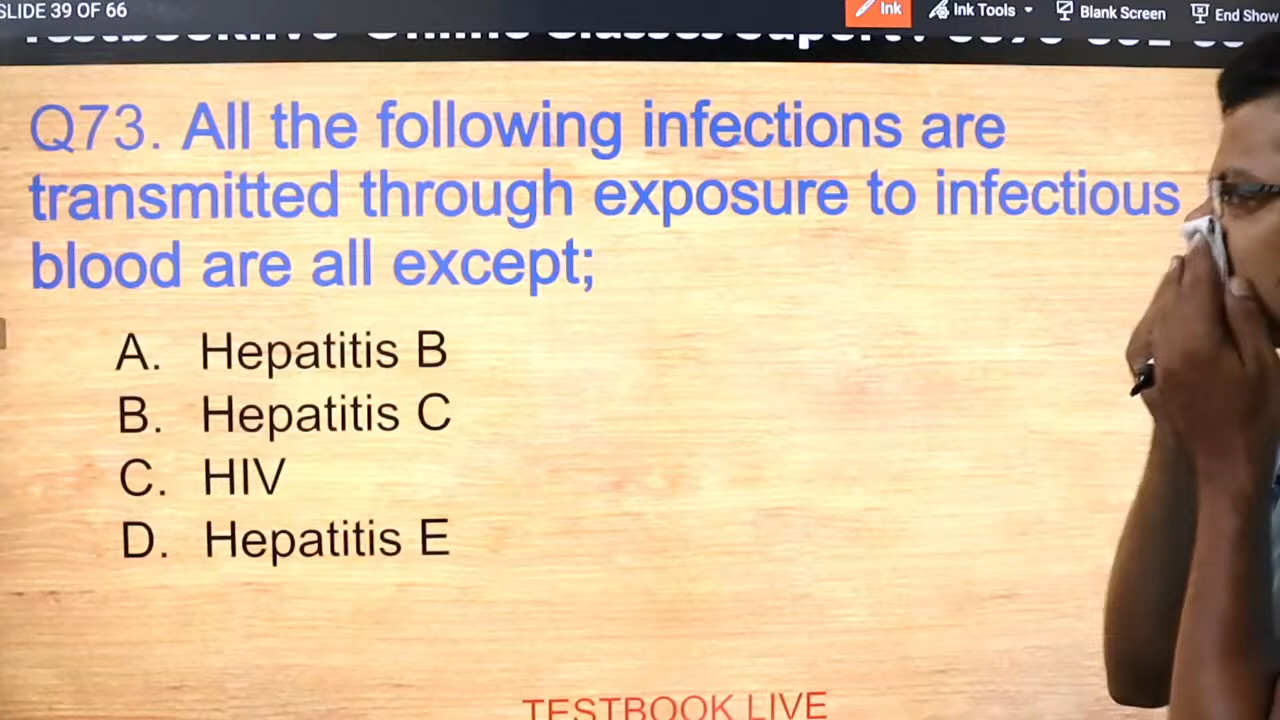 SLIDE 39 OF 66
Ink
Ink Tools
Blank Screen
End Show
Q73. All the following infections are
transmitted through exposure to infectious
blood are all except;
A. Hepatitis B
B. Hepatitis C
C. HIV
D. Hepatitis E
TESTBOOK LIVE